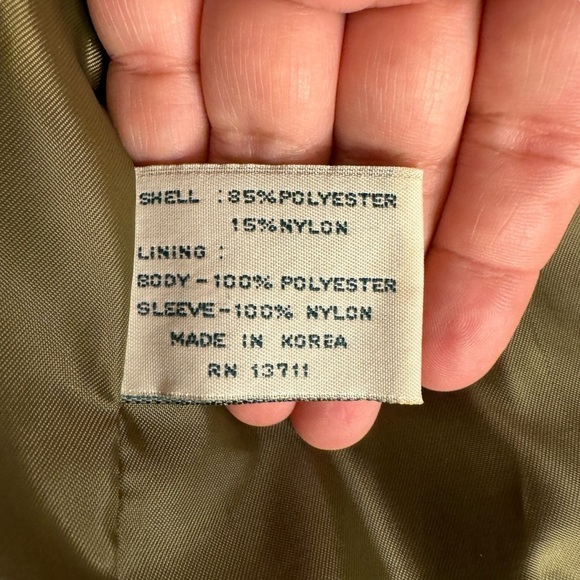 SHELL : 85%POLYESTER
15%NYLON
LINING :
BODY-100% POLYESTER
SLEEVE-100% NYLON
MADE IN KOREA
RN 13711